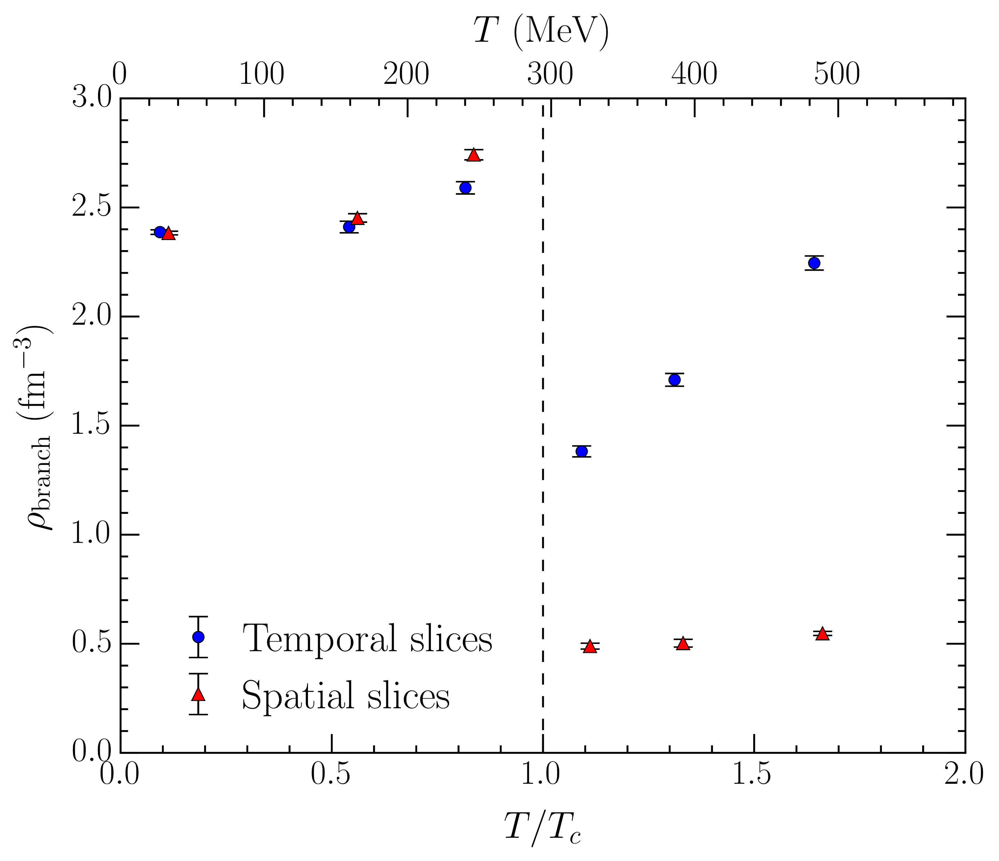 T (MeV)
0 100 200 300 400 500
3.0
2.5
2.0
1.5
1.0
0.5
0.0
ρbranch (fm−3)
Temporal slices
Spatial slices
0.0 0.5 1.0 1.5 2.0
T/Tc